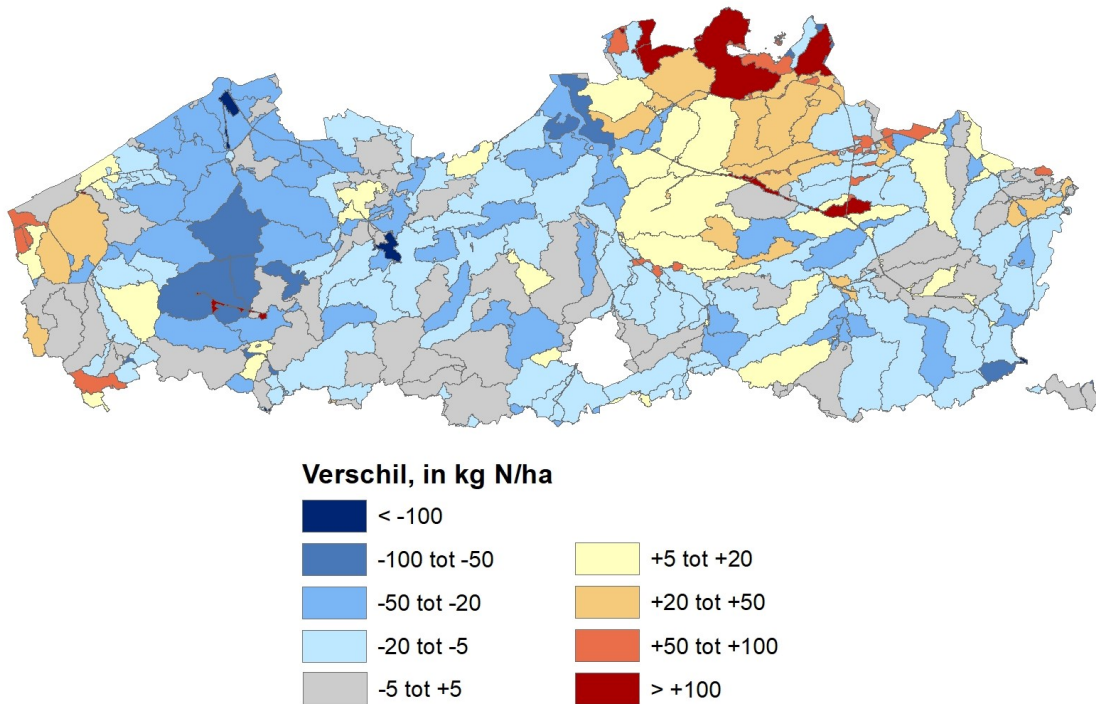 Verschil, in kg N/ha
< -100
-100 tot -50
-50 tot -20
-20 tot -5
-5 tot +5
+5 tot +20
+20 tot +50
+50 tot +100
> +100